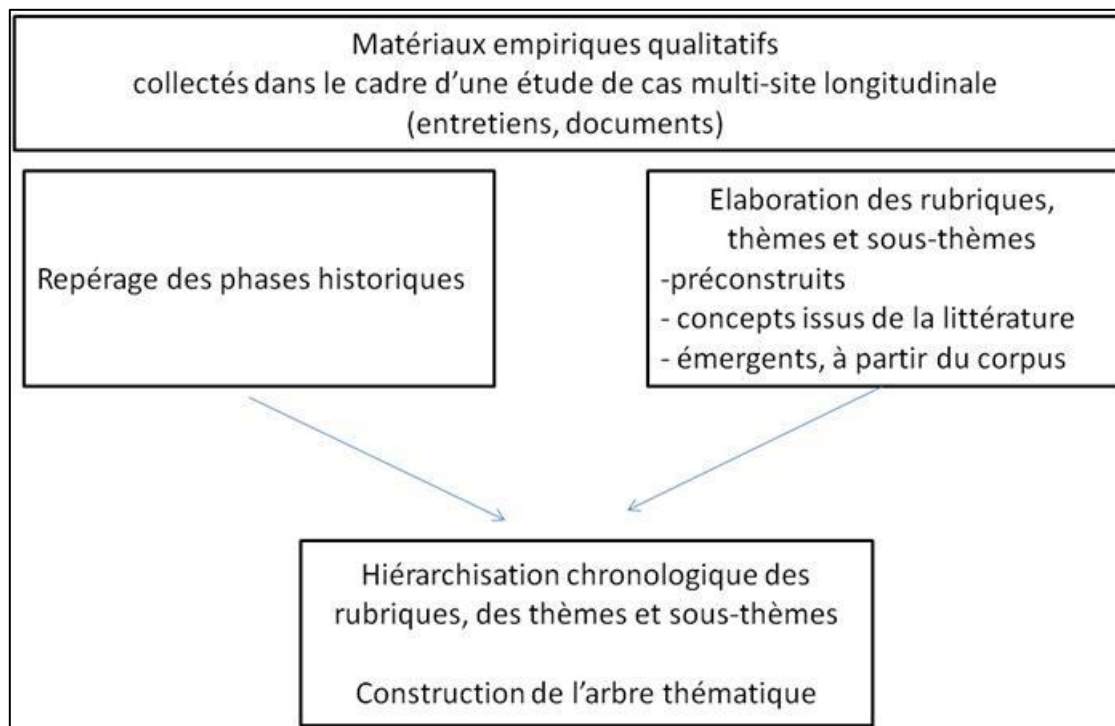 Matériaux empiriques qualitatifs
collectés dans le cadre d’une étude de cas multi-site longitudinale
(entretiens, documents)
Repérage des phases historiques
Elaboration des rubriques,
thèmes et sous-thèmes
-préconstruits
- concepts issus de la littérature
- émergents, à partir du corpus
Hiérarchisation chronologique des
rubriques, des thèmes et sous-thèmes
Construction de l’arbre thématique